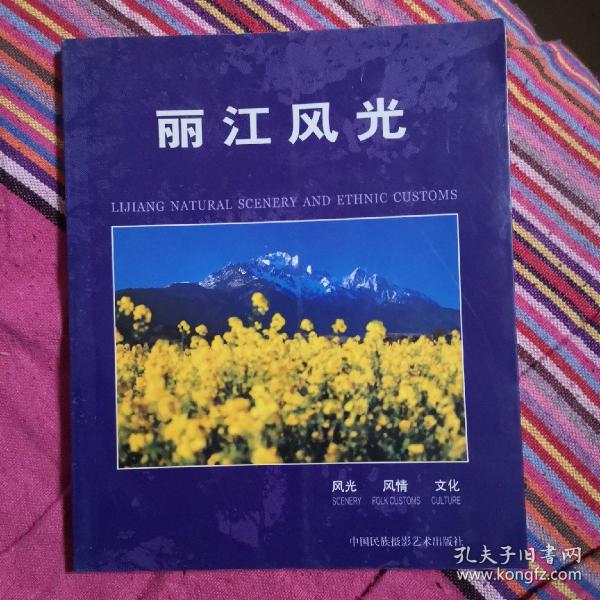 丽江风光
LIJIANG NATURAL SCENERY AND ETHNIC CUSTOMS
风光 风情 文化
SCENERY FOLK CUSTOMS CULTURE
中国民族摄影艺术出版社
孔夫子旧书网
www.kongfz.com